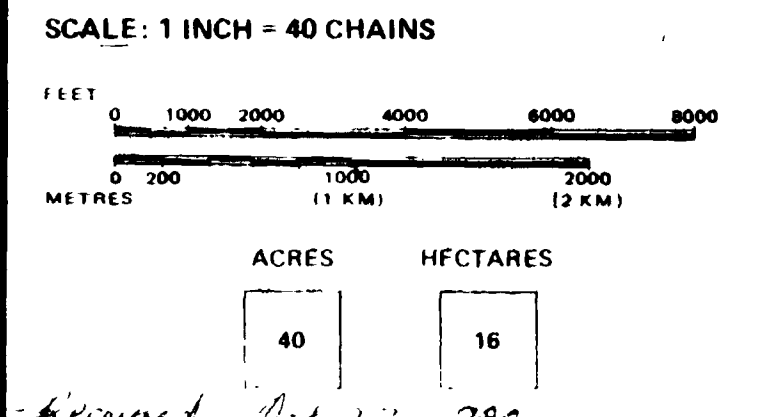 SCALE: 1 INCH = 40 CHAINS
FEET
0 1000 2000 4000 6000 8000
0 200 1000 2000
METRES (1 KM) (2 KM)
ACRES HECTARES
40 16